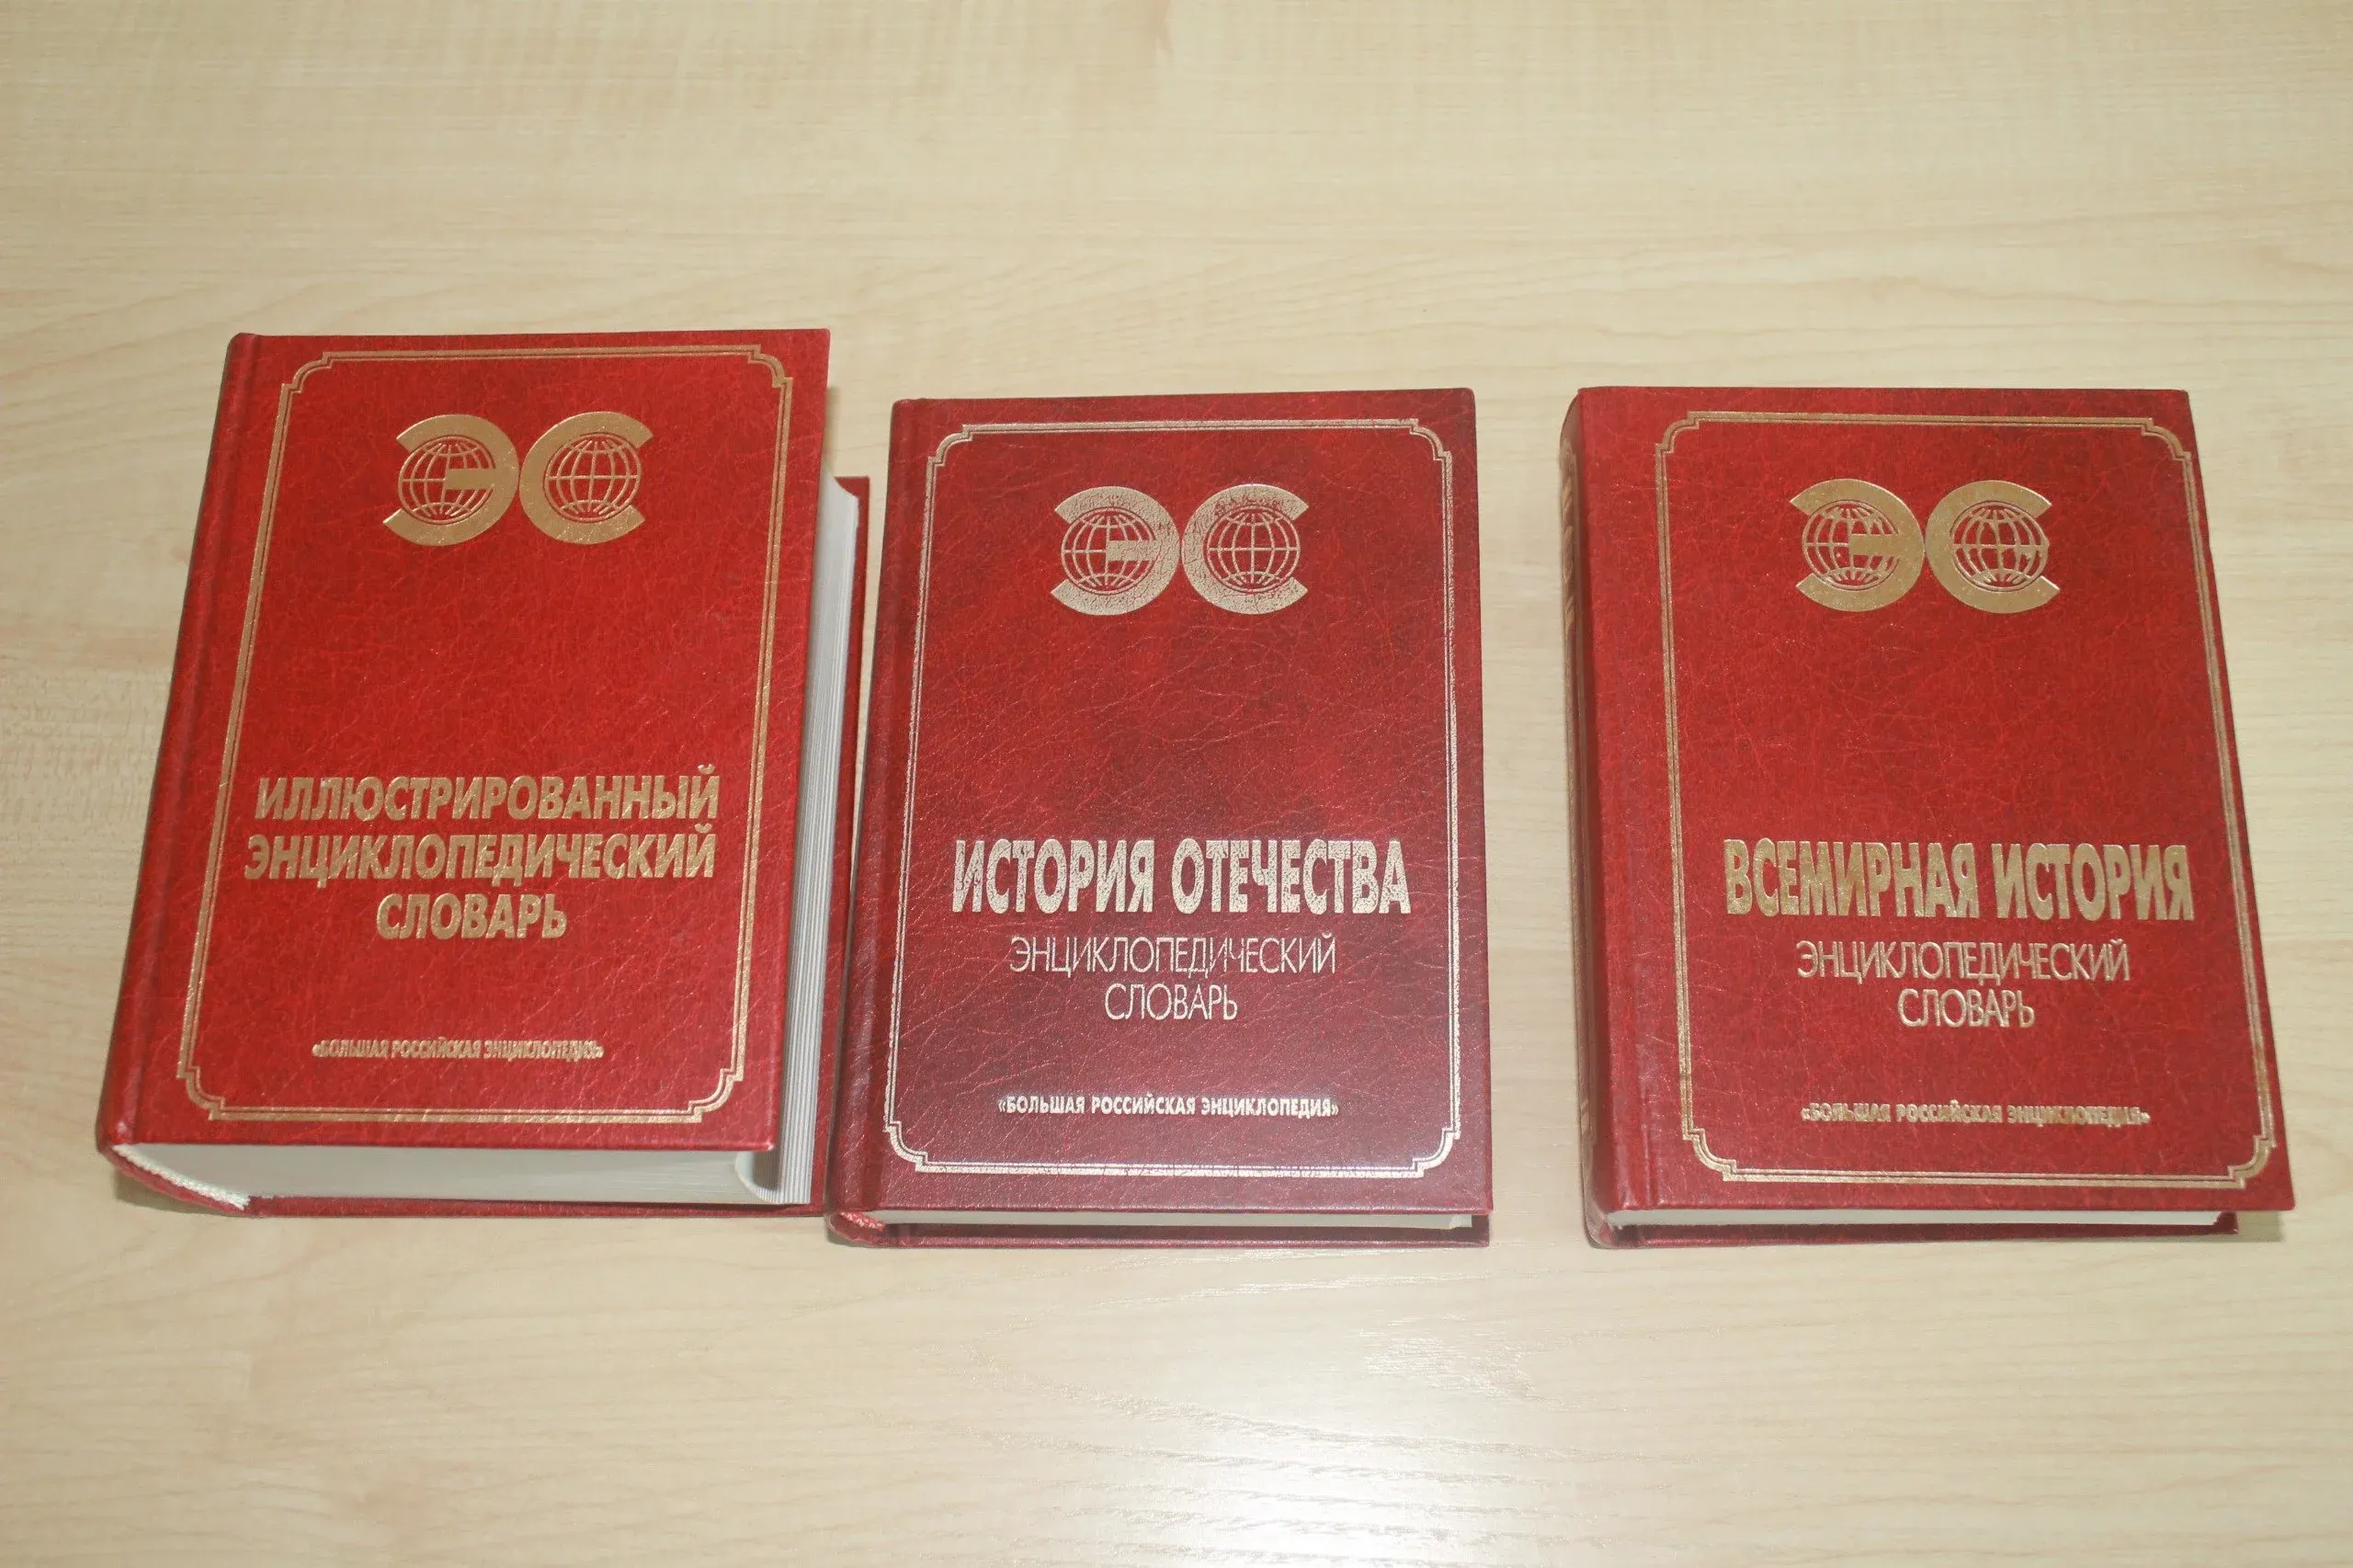 ЭС
ИЛЛЮСТРИРОВАННЫЙ
ЭНЦИКЛОПЕДИЧЕСКИЙ
СЛОВАРЬ
«БОЛЬШАЯ РОССИЙСКАЯ ЭНЦИКЛОПЕДИЯ»
ЭС
ИСТОРИЯ ОТЕЧЕСТВА
ЭНЦИКЛОПЕДИЧЕСКИЙ
СЛОВАРЬ
«БОЛЬШАЯ РОССИЙСКАЯ ЭНЦИКЛОПЕДИЯ»
ЭС
ВСЕМИРНАЯ ИСТОРИЯ
ЭНЦИКЛОПЕДИЧЕСКИЙ
СЛОВАРЬ
«БОЛЬШАЯ РОССИЙСКАЯ ЭНЦИКЛОПЕДИЯ»